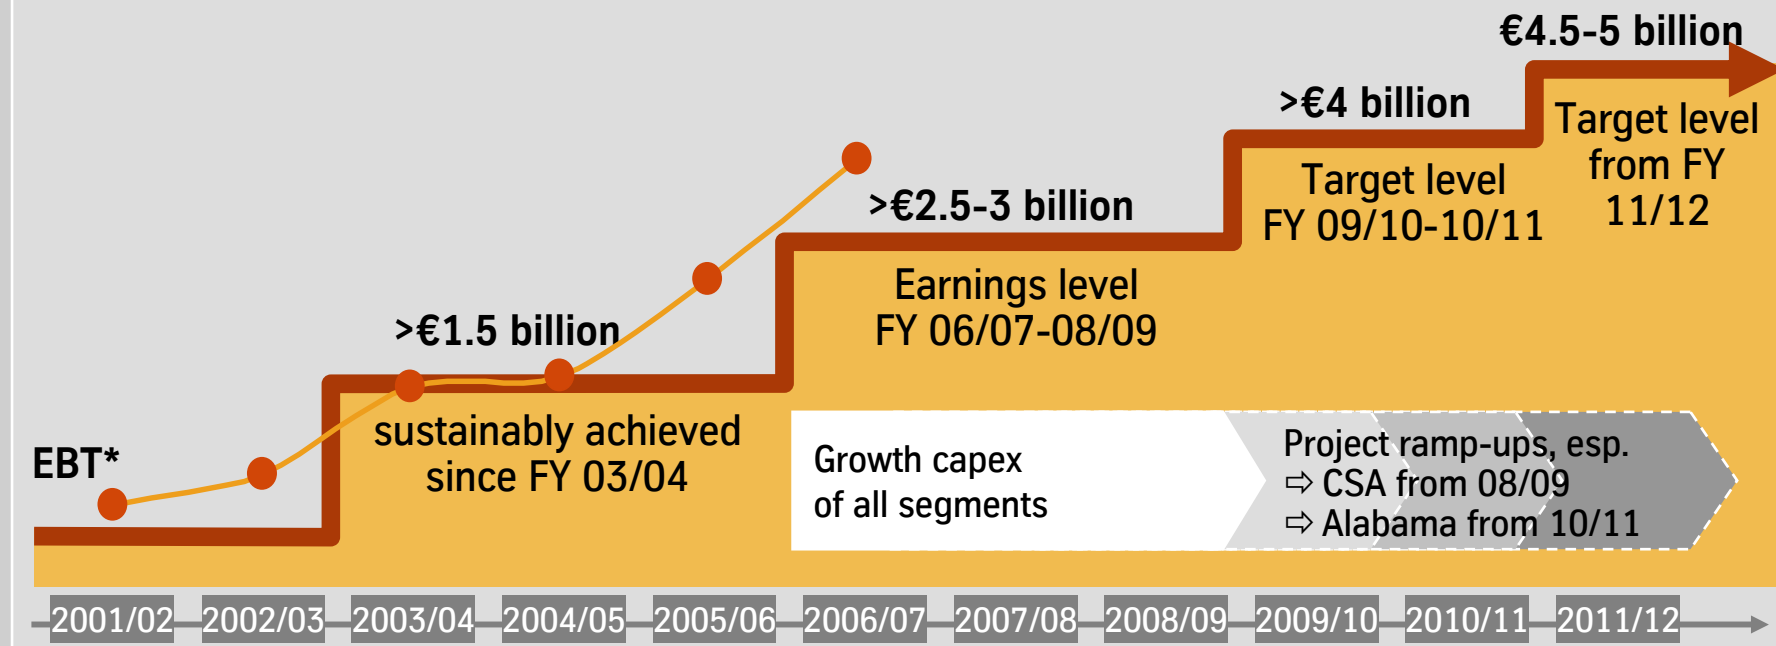 €4.5-5 billion
>€4 billion
Target level
from FY
11/12
Target level
FY 09/10-10/11
>€2.5-3 billion
Earnings level
FY 06/07-08/09
>€1.5 billion
sustainably achieved
since FY 03/04
EBT*
Growth capex
of all segments
Project ramp-ups, esp.
⇨ CSA from 08/09
⇨ Alabama from 10/11
2001/02 2002/03 2003/04 2004/05 2005/06 2006/07 2007/08 2008/09 2009/10 2010/11 2011/12